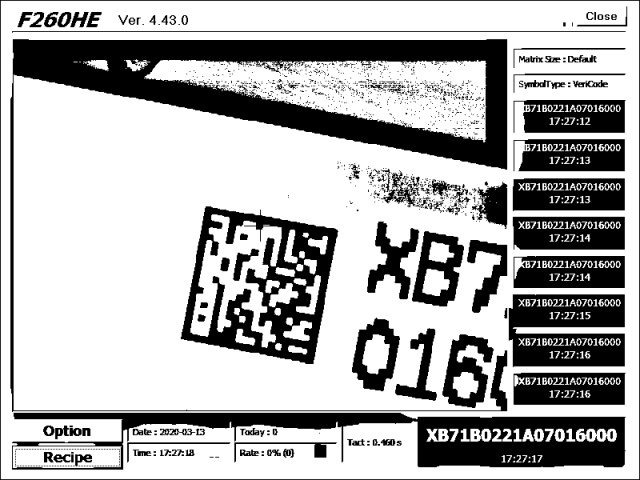 F260HE Ver. 4.43.0
Close
Matrix Size : Default
SymbolType : VeriCode
XB71B0221A07016000
17:27:12
XB71B0221A07016000
17:27:13
XB71B0221A07016000
17:27:13
XB71B0221A07016000
17:27:14
XB71B0221A07016000
17:27:14
XB71B0221A07016000
17:27:15
XB71B0221A07016000
17:27:16
XB71B0221A07016000
17:27:16
XB7
016
Option
Recipe
Date : 2020-03-13
Time : 17:27:18
Today : 0
Rate : 0% (0)
Tact : 0.460 s
XB71B0221A07016000
17:27:17